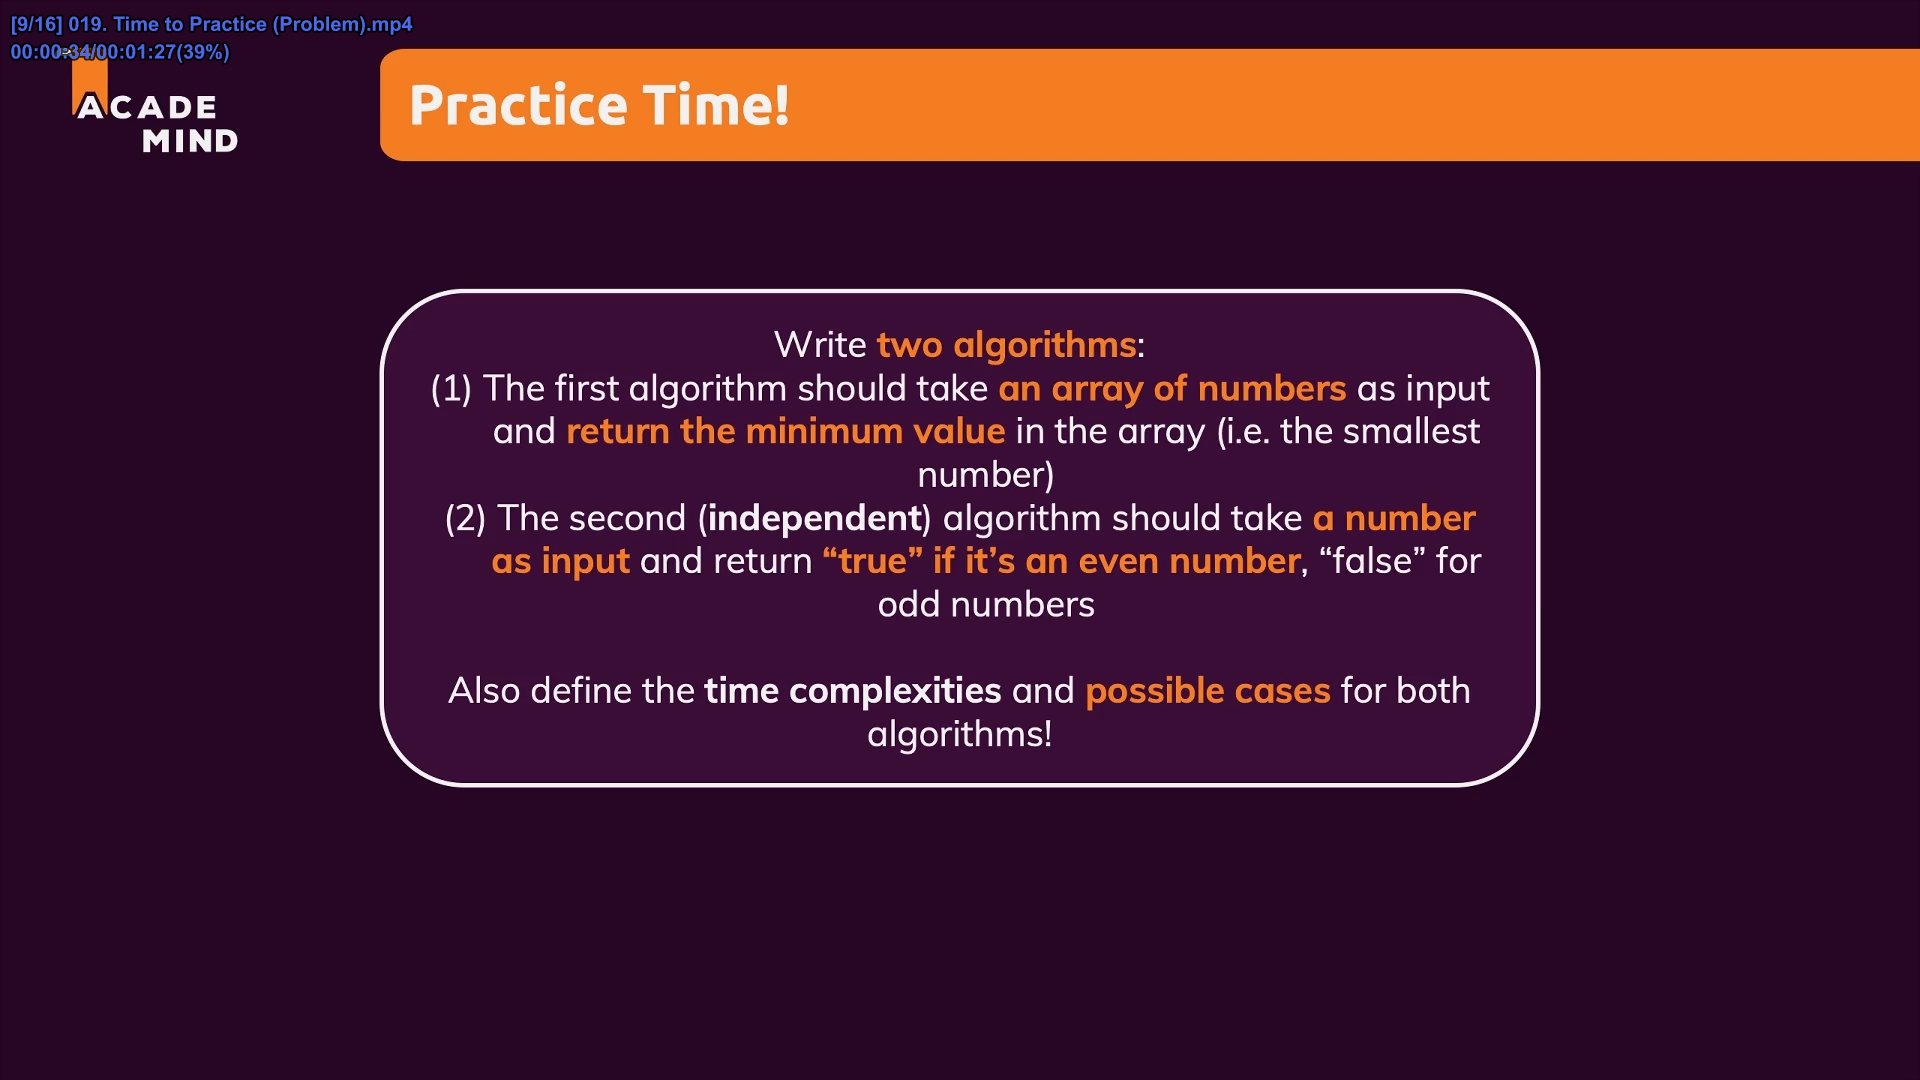 [9/16] 019. Time to Practice (Problem).mp4
00:00:34/00:01:27(39%)
ACADE
MIND
Practice Time!
Write two algorithms:
(1) The first algorithm should take an array of numbers as input
and return the minimum value in the array (i.e. the smallest
number)
(2) The second (independent) algorithm should take a number
as input and return “true” if it’s an even number, “false” for
odd numbers
Also define the time complexities and possible cases for both
algorithms!